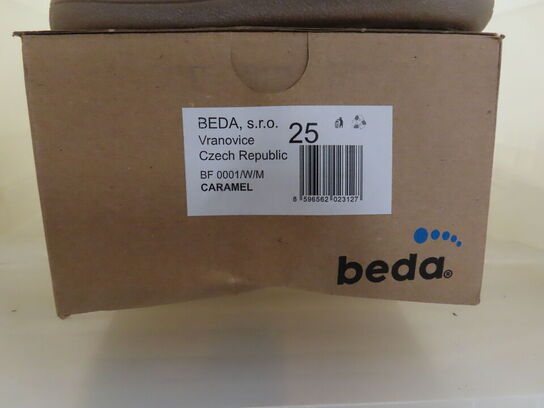 BEDA, s.r.o.
25
Vranovice
Czech Republic
BF 0001/W/M
CARAMEL
8 596562 023127
beda®